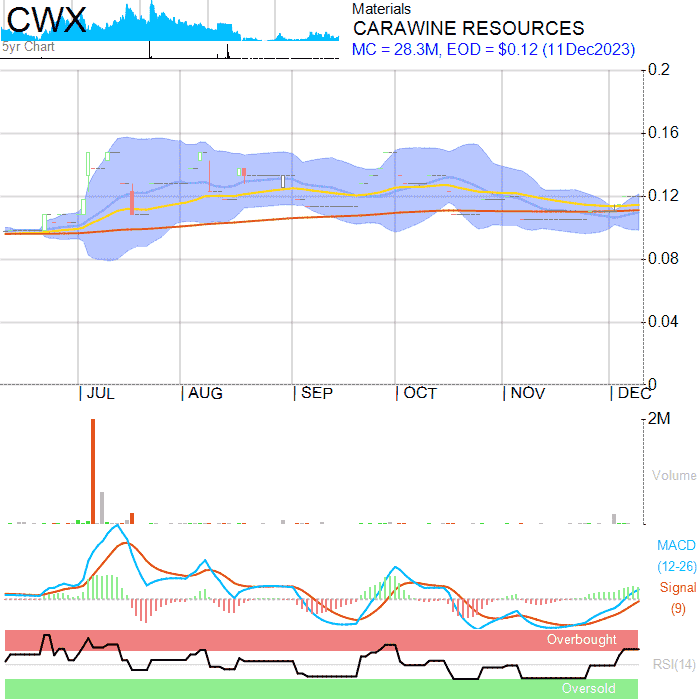 CWX
5yr Chart
Materials
CARAWINE RESOURCES
MC = 28.3M, EOD = $0.12 (11Dec2023)
0.2
0.16
0.12
0.08
0.04
0
JUL AUG SEP OCT NOV DEC
2M
Volume
MACD
(12-26)
Signal
(9)
Overbought
RSI(14)
Oversold